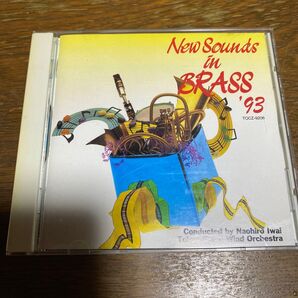 New Sounds
in
BRASS
'93
TOCZ-9206
Conducted by Naohiro Iwai
Wind Orchestra